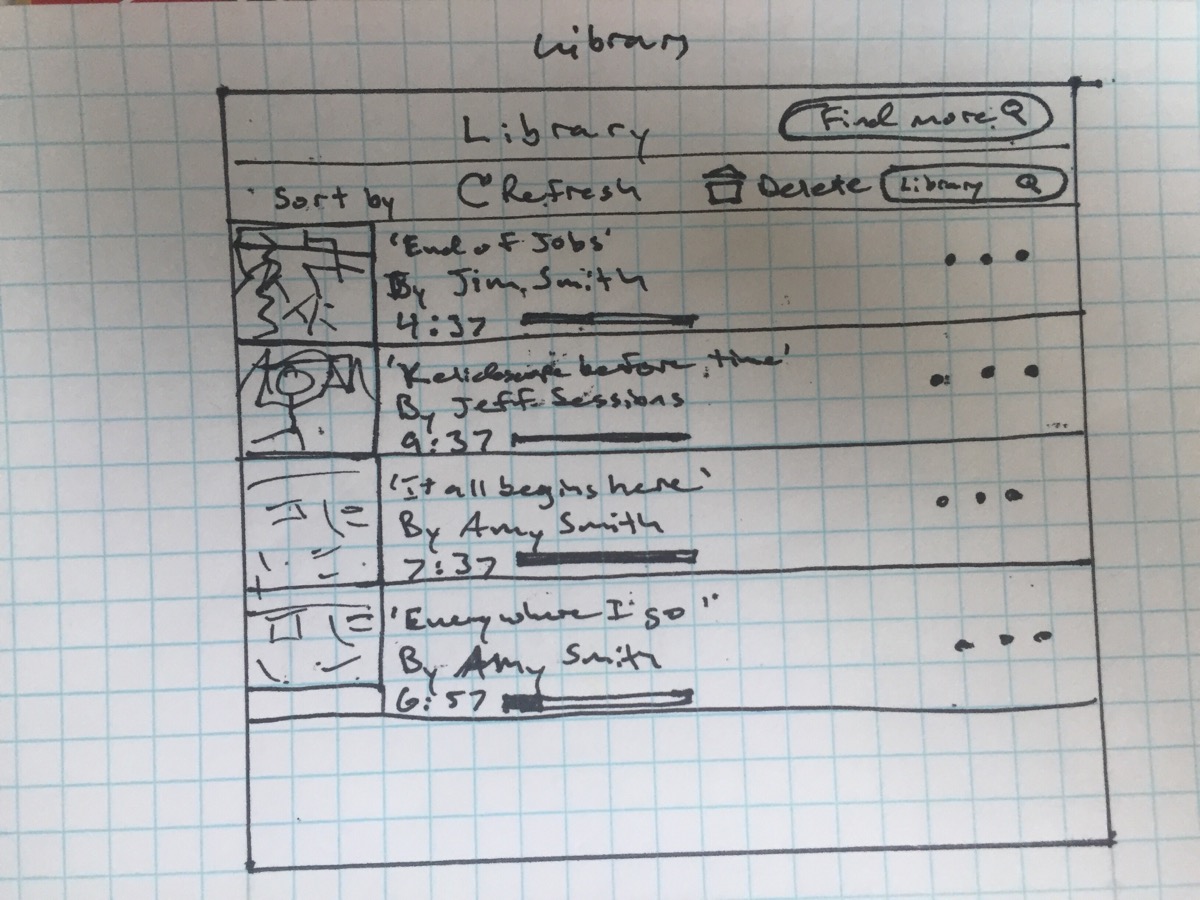 Library
Library
Find more
Sort by
Refresh
Delete
Library
'End of Jobs'
By Jim Smith
4:37
'Kelidoscope before time'
By Jeff Sessions
9:37
'It all begins here'
By Amy Smith
7:37
'Everywhere I go'
By Amy Smith
6:57